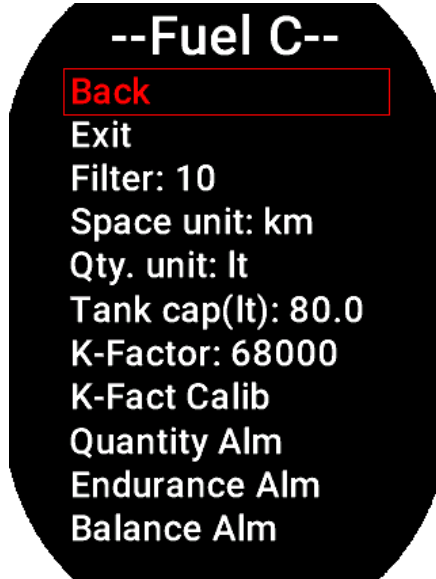 --Fuel C--
Back
Exit
Filter: 10
Space unit: km
Qty. unit: lt
Tank cap(lt): 80.0
K-Factor: 68000
K-Fact Calib
Quantity Alm
Endurance Alm
Balance Alm